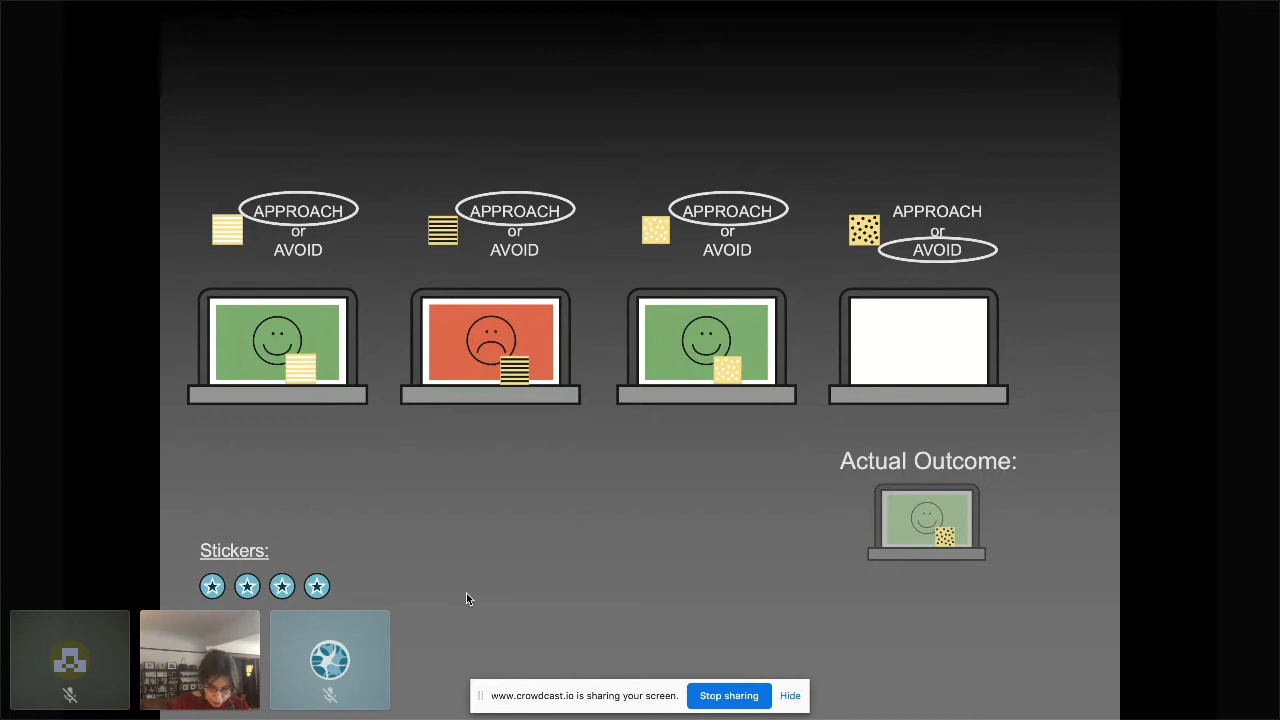 APPROACH
or
AVOID
APPROACH
or
AVOID
APPROACH
or
AVOID
APPROACH
or
AVOID
Actual Outcome:
Stickers:
www.crowdcast.io is sharing your screen.
Stop sharing
Hide